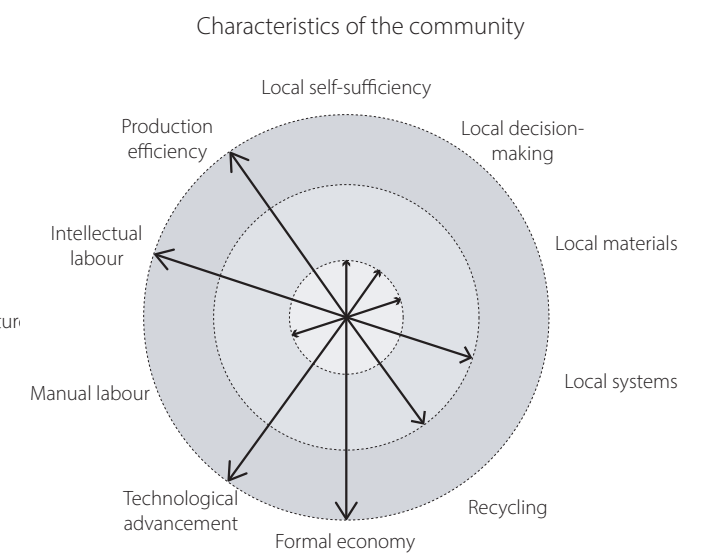 Characteristics of the community
Local self-sufficiency
Production
efficiency
Local decision-
making
Intellectual
labour
Local materials
Manual labour
Local systems
Technological
advancement
Recycling
Formal economy